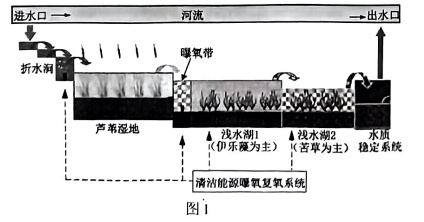 进水口 河流 出水口
曝氧带
折水涧
芦苇湿地
浅水湖1
(伊乐藻为主)
浅水湖2
(苦草为主)
水质
稳定系统
清洁能源曝氧复氧系统
图1